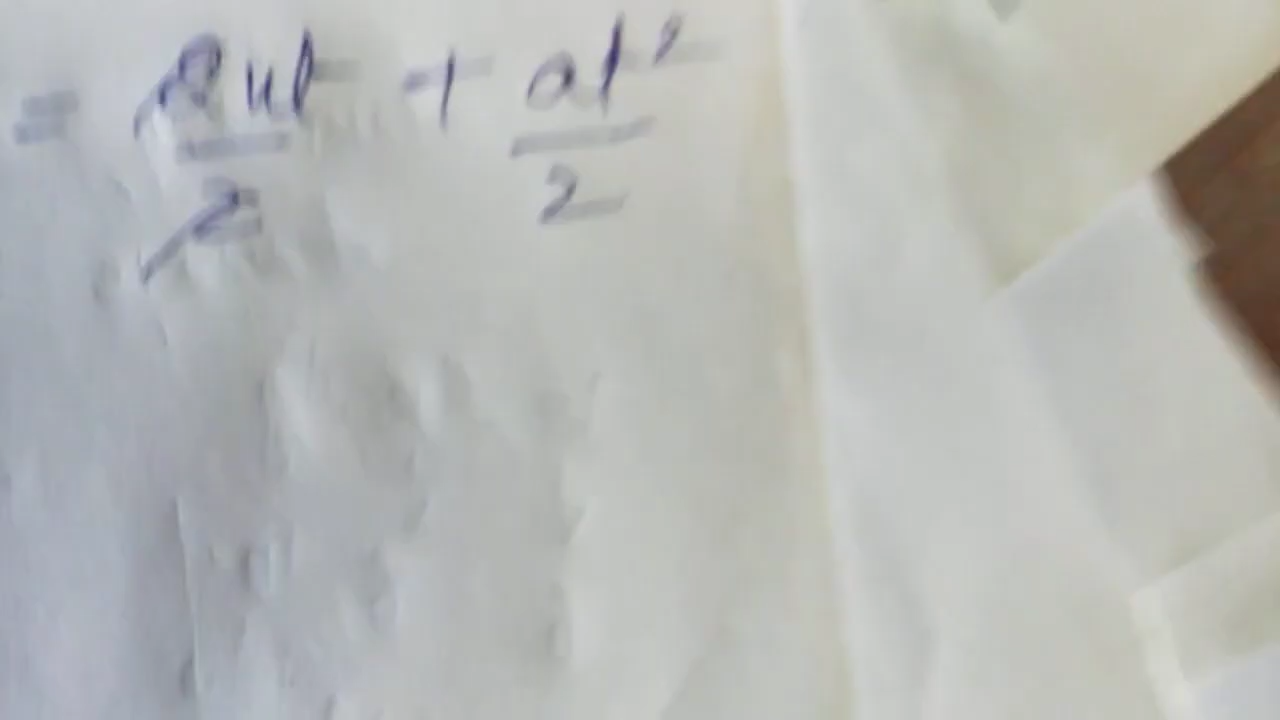 = 2ut/2 + at²/2